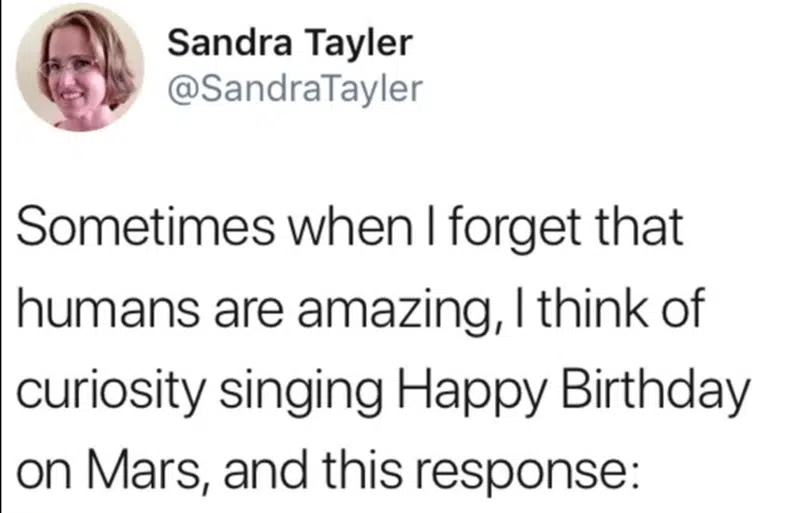 Sandra Tayler
@SandraTayler
Sometimes when I forget that
humans are amazing, I think of
curiosity singing Happy Birthday
on Mars, and this response: